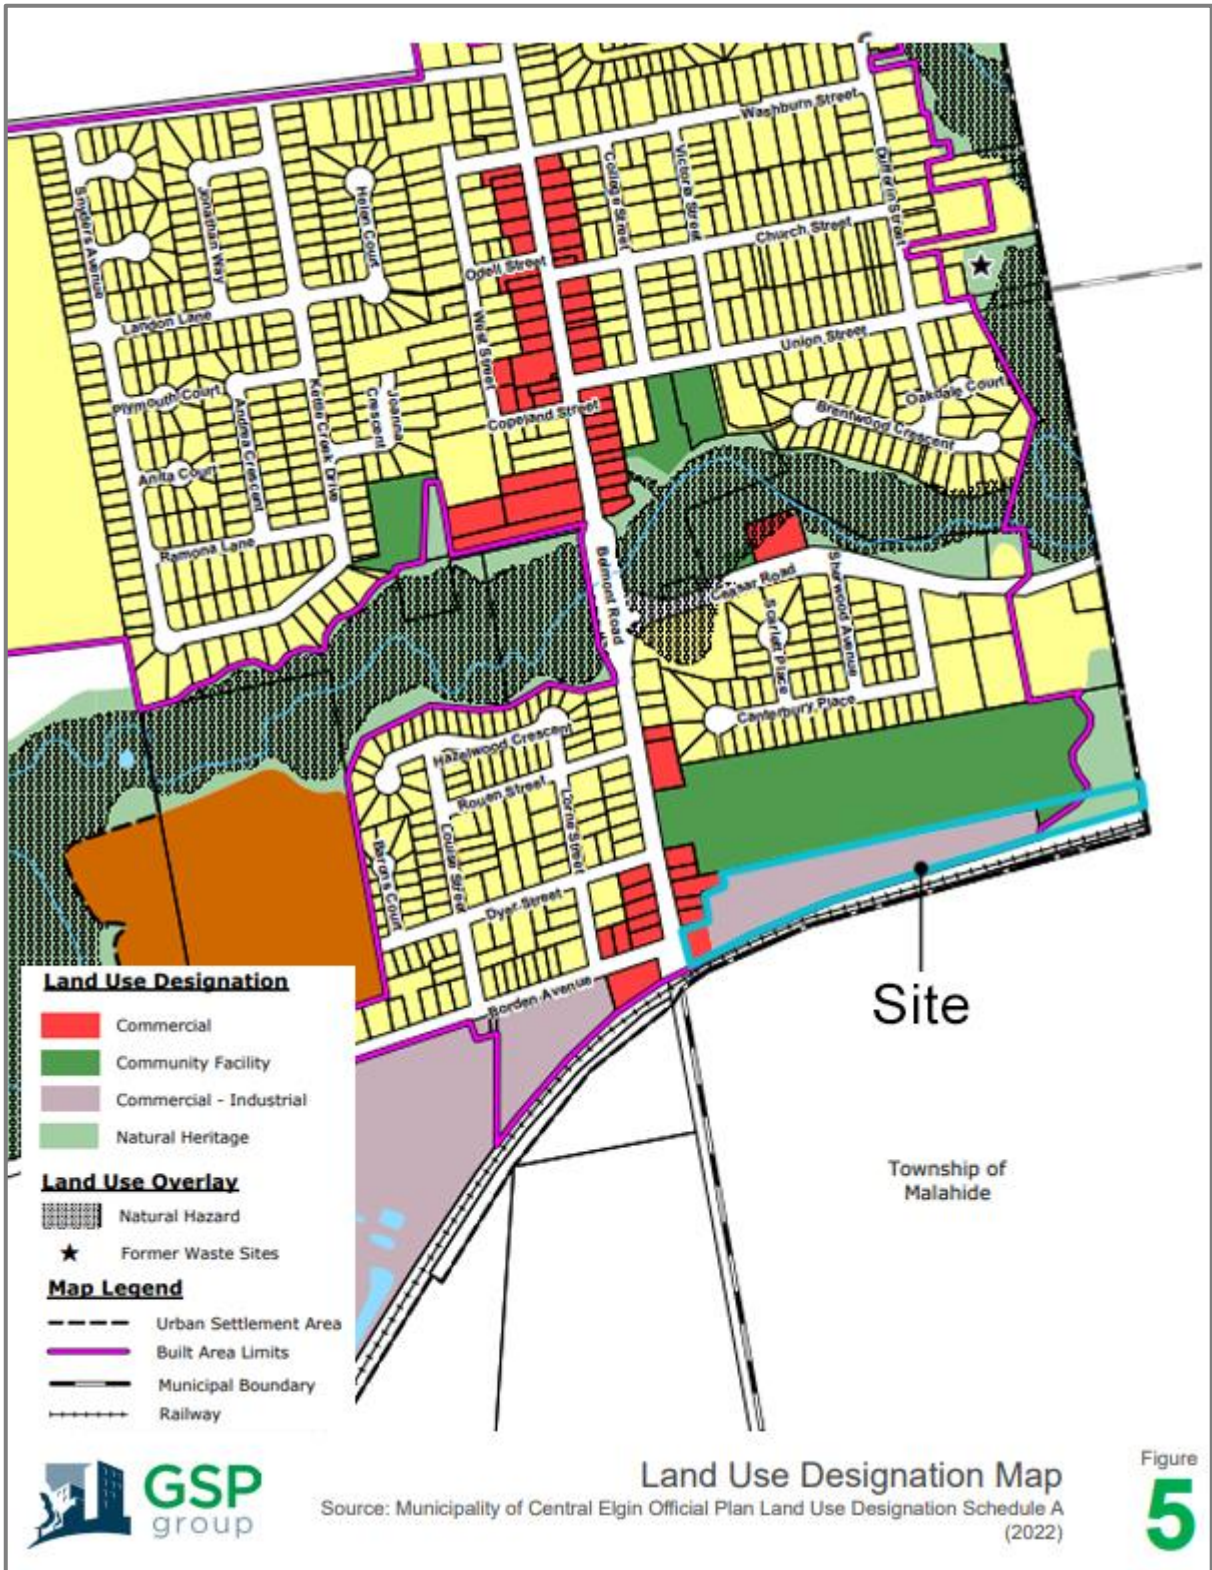 Washburn Street
College Street
Victoria Street
Dufferin Street
Snyders Avenue
Jonathan Way
Helen Court
Church Street
Odell Street
West Street
Landon Lane
Union Street
Plymouth Court
Andrea Crescent
Kettle Creek Drive
Joanna
Crescent
Oakdale Court
Brentwood Crescent
Copeland Street
Anita Court
Ramona Lane
Belmont Road
Caesar Road
Sherwood Avenue
Scarlett Place
Canterbury Place
Hazelwood Crescent
Rouen Street
Lorne Street
Louise Street
Barons Court
Dyer Street
Borden Avenue
Site
Township of
Malahide
Land Use Designation
Commercial
Community Facility
Commercial - Industrial
Natural Heritage
Land Use Overlay
Natural Hazard
Former Waste Sites
Map Legend
Urban Settlement Area
Built Area Limits
Municipal Boundary
Railway
GSP
group
Land Use Designation Map
Source: Municipality of Central Elgin Official Plan Land Use Designation Schedule A
(2022)
Figure
5